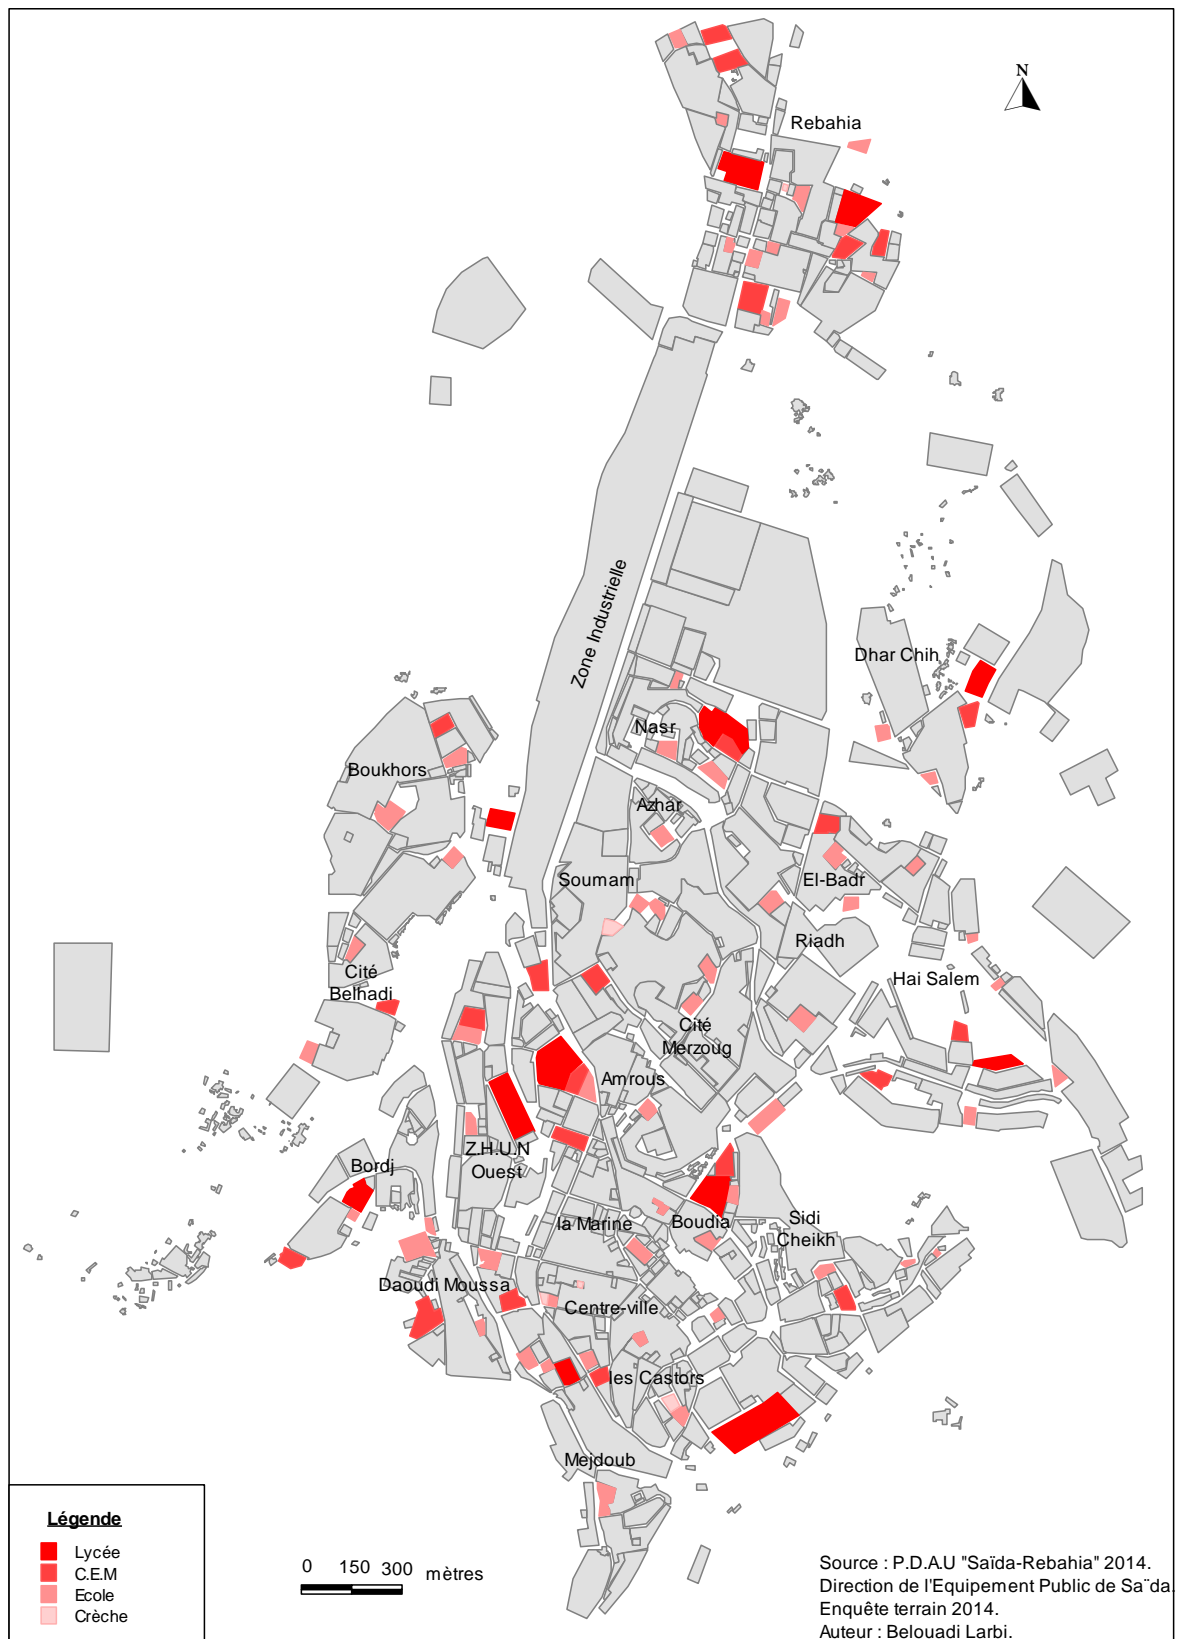 N
Rebahia
Zone Industrielle
Dhar Chih
Nasr
Boukhors
Azhar
Soumam
El-Badr
Riadh
Cité
Belhadi
Hai Salem
Cité
Merzoug
Amrous
Z.H.U.N
Ouest
Bordj
la Marine
Boudia
Sidi
Cheikh
Daoudi Moussa
Centre-ville
les Castors
Mejdoub
Légende
Lycée
C.E.M
Ecole
Crèche
0 150 300 mètres
Source : P.D.A.U "Saïda-Rebahia" 2014.
Direction de l'Equipement Public de Sa¨da.
Enquête terrain 2014.
Auteur : Belouadi Larbi.